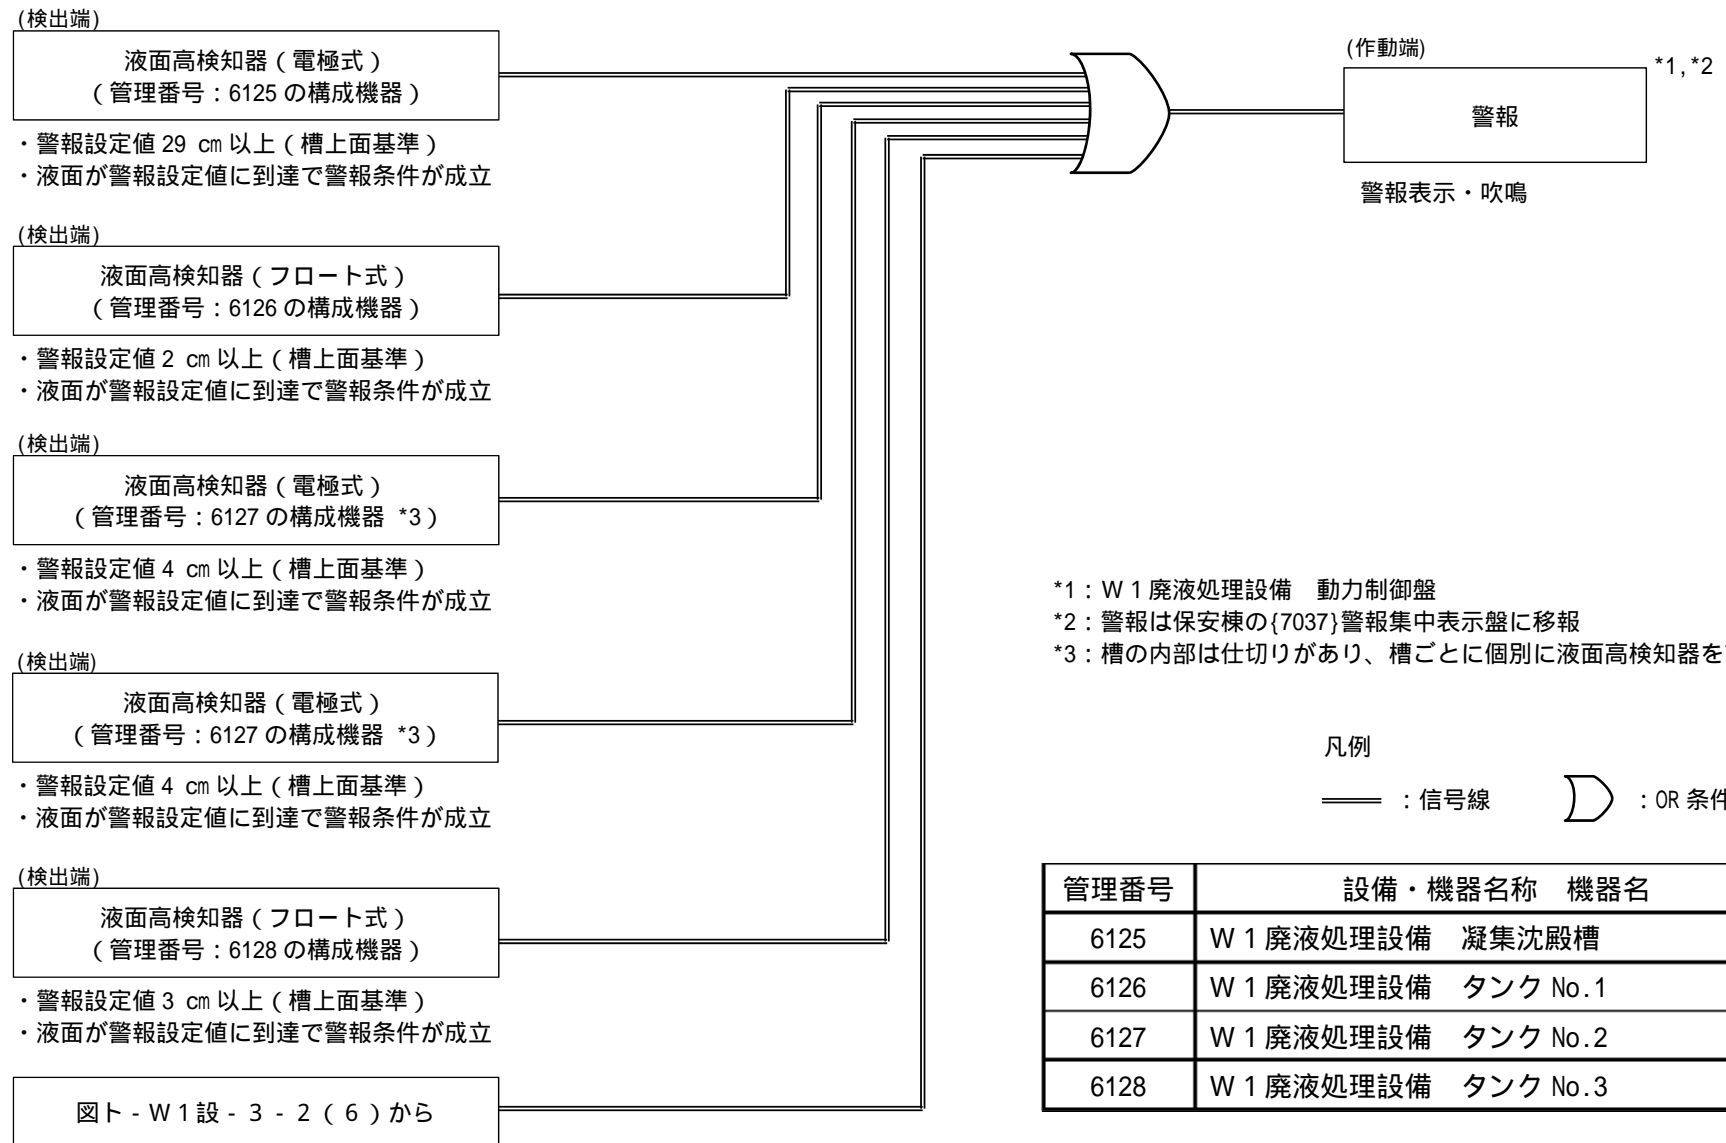 (検出端)
液面高検知器（電極式）
（管理番号：6125 の構成機器）
・警報設定値 29 ㎝ 以上（槽上面基準）
・液面が警報設定値に到達で警報条件が成立
(検出端)
液面高検知器（フロート式）
（管理番号：6126 の構成機器）
・警報設定値 2 ㎝ 以上（槽上面基準）
・液面が警報設定値に到達で警報条件が成立
(検出端)
液面高検知器（電極式）
（管理番号：6127 の構成機器 *3）
・警報設定値 4 ㎝ 以上（槽上面基準）
・液面が警報設定値に到達で警報条件が成立
(検出端)
液面高検知器（電極式）
（管理番号：6127 の構成機器 *3）
・警報設定値 4 ㎝ 以上（槽上面基準）
・液面が警報設定値に到達で警報条件が成立
(検出端)
液面高検知器（フロート式）
（管理番号：6128 の構成機器）
・警報設定値 3 ㎝ 以上（槽上面基準）
・液面が警報設定値に到達で警報条件が成立
図ト－Ｗ１設－３－２（６）から
(作動端)
*1,*2
警報
警報表示・吹鳴
*1：Ｗ１廃液処理設備　動力制御盤
*2：警報は保安棟の{7037}警報集中表示盤に移報
*3：槽の内部は仕切りがあり、槽ごとに個別に液面高検知器を
凡例
：信号線
：OR 条件
管理番号 設備・機器名称　機器名
6125 Ｗ１廃液処理設備　凝集沈殿槽
6126 Ｗ１廃液処理設備　タンク No.1
6127 Ｗ１廃液処理設備　タンク No.2
6128 Ｗ１廃液処理設備　タンク No.3